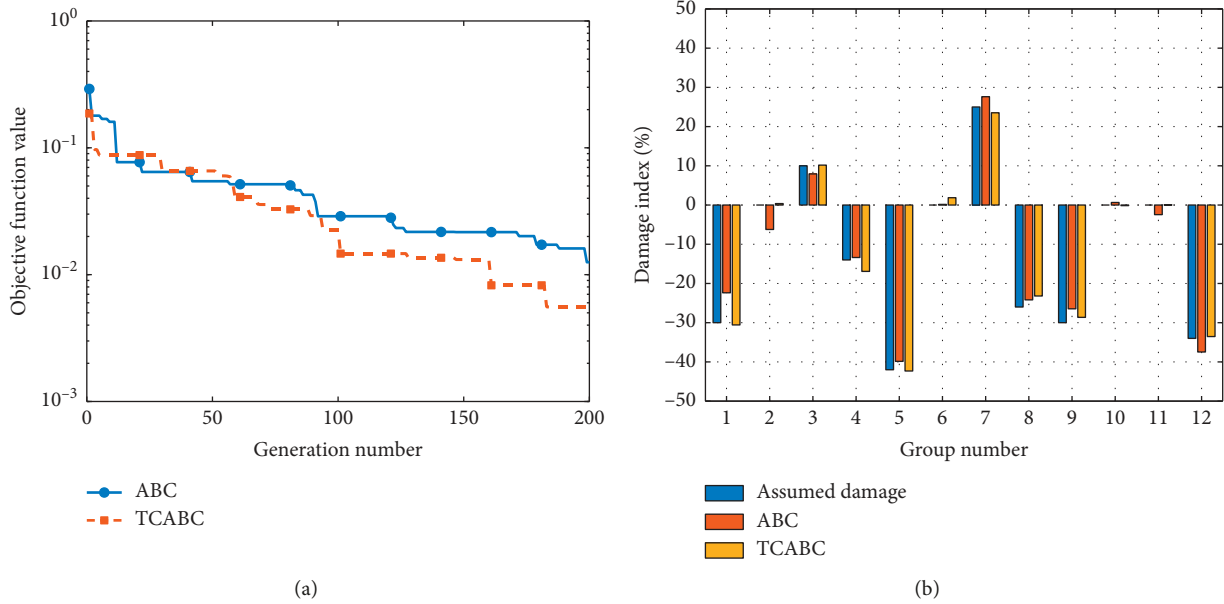 10⁰
10⁻¹
10⁻²
10⁻³
Objective function value
0 50 100 150 200
Generation number
ABC
TCABC
(a)
50
40
30
20
10
0
–10
–20
–30
–40
–50
Damage index (%)
1 2 3 4 5 6 7 8 9 10 11 12
Group number
Assumed damage
ABC
TCABC
(b)